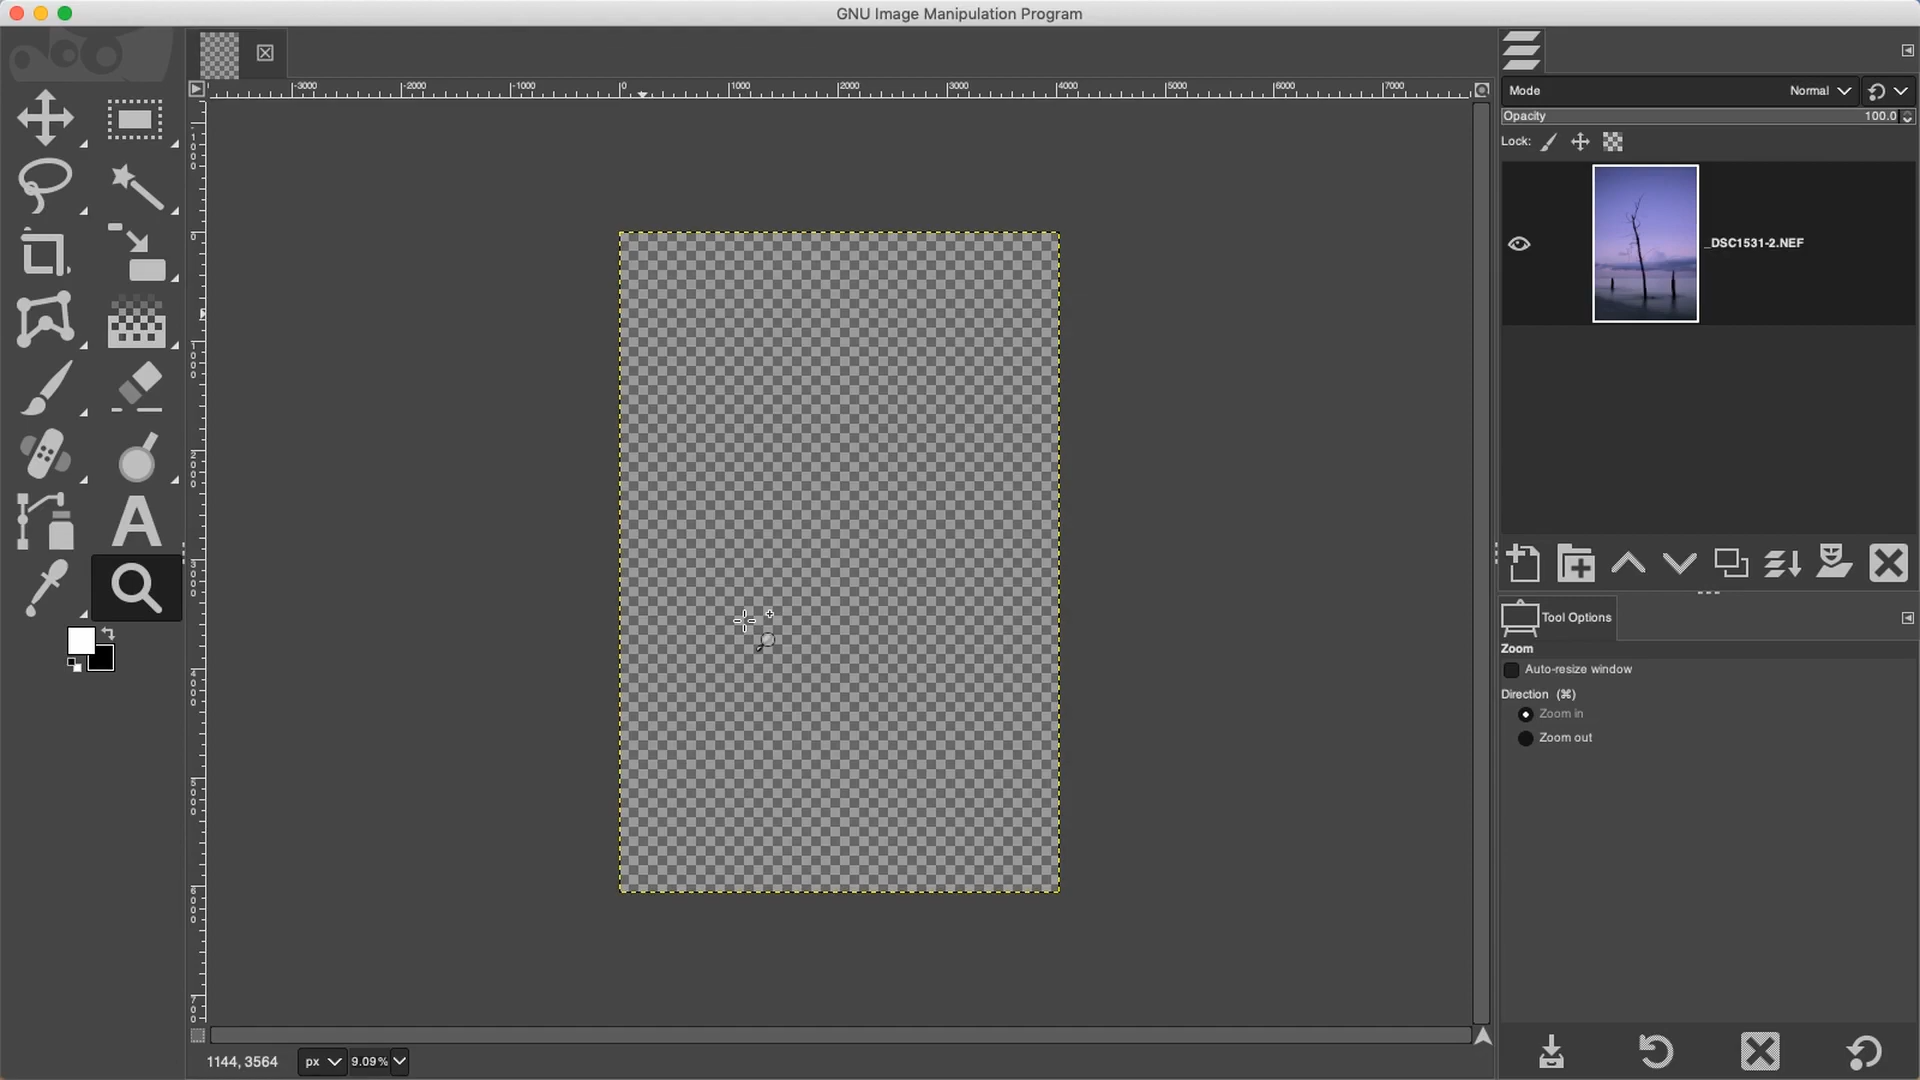 GNU Image Manipulation Program
-3000 -2000 -1000 0 1000 2000 3000 4000 5000 6000 7000
Mode Normal
Opacity 100.0
Lock:
_DSC1531-2.NEF
A
Tool Options
Zoom
Auto-resize window
Direction (⌘)
Zoom in
Zoom out
1144, 3564 px 9.09%